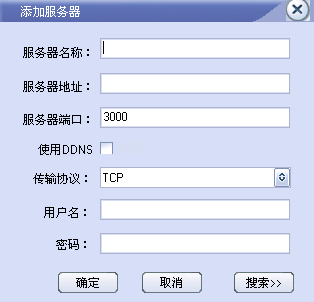 添加服务器
服务器名称：
服务器地址：
服务器端口： 3000
使用DDNS
传输协议： TCP
用户名：
密码：
确定 取消 搜索>>